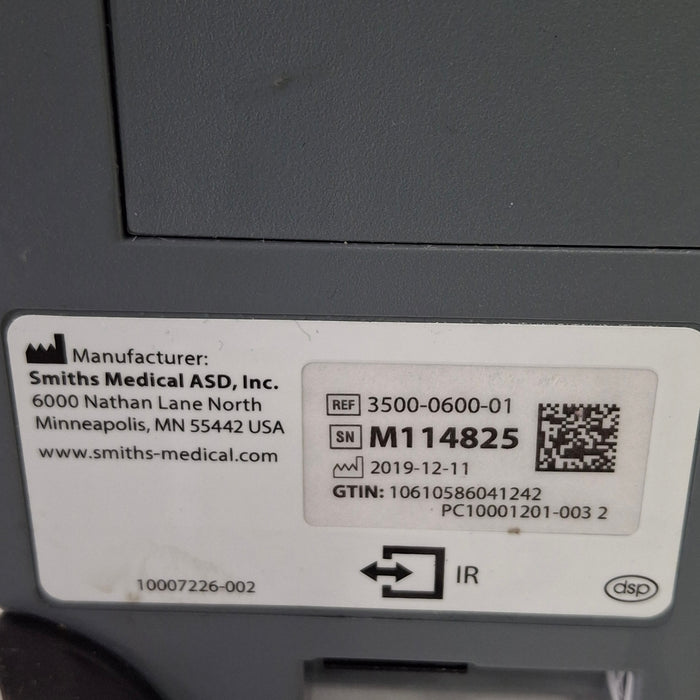 Manufacturer:
Smiths Medical ASD, Inc.
6000 Nathan Lane North
Minneapolis, MN 55442 USA
www.smiths-medical.com
REF 3500-0600-01
SN M114825
2019-12-11
GTIN: 10610586041242
PC10001201-003 2
10007226-002
IR
dsp